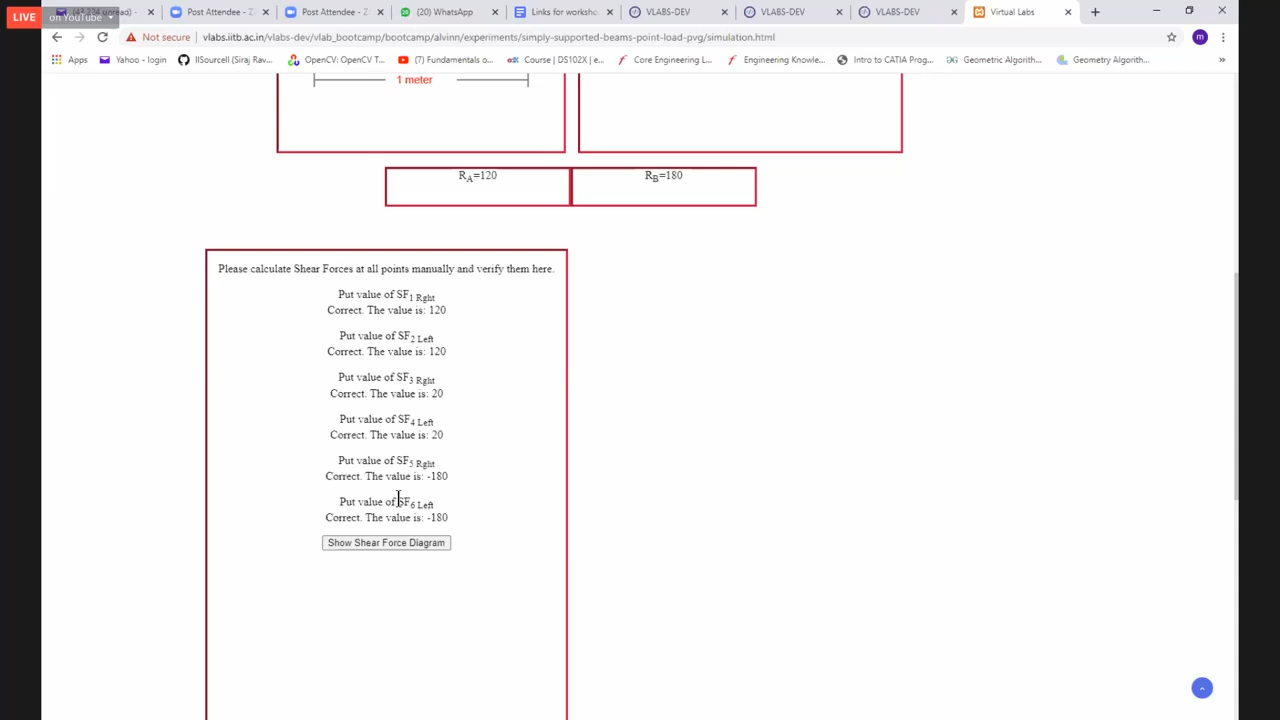 LIVE on YouTube
(41,224 unread) -
Post Attendee - Z
Post Attendee - Z
(20) WhatsApp
Links for worksho
VLABS-DEV
VLABS-DEV
VLABS-DEV
Virtual Labs
Not secure | vlabs.iitb.ac.in/vlabs-dev/vlab_bootcamp/bootcamp/alvinn/experiments/simply-supported-beams-point-load-pvg/simulation.html
m
Apps
Yahoo - login
IISourcell (Siraj Rav...
OpenCV: OpenCV T...
(7) Fundamentals o...
Course | DS102X | e...
Core Engineering L...
Engineering Knowle...
Intro to CATIA Prog...
Geometric Algorith...
Geometry Algorith...
»
1 meter
RA=120
RB=180
Please calculate Shear Forces at all points manually and verify them here.
Put value of SF1 Rght
Correct. The value is: 120
Put value of SF2 Left
Correct. The value is: 120
Put value of SF3 Rght
Correct. The value is: 20
Put value of SF4 Left
Correct. The value is: 20
Put value of SF5 Rght
Correct. The value is: -180
Put value of SF6 Left
Correct. The value is: -180
Show Shear Force Diagram